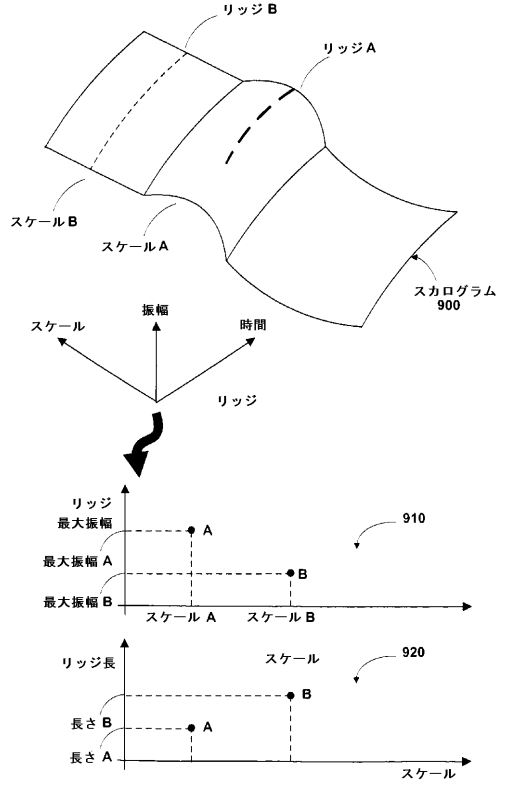 リッジ B
リッジ A
スケール B
スケール A
スカログラム
900
スケール
振幅
時間
リッジ
リッジ
最大振幅
910
A
最大振幅 A
B
最大振幅 B
スケール A
スケール B
スケール
920
リッジ長
B
長さ B
A
長さ A
スケール